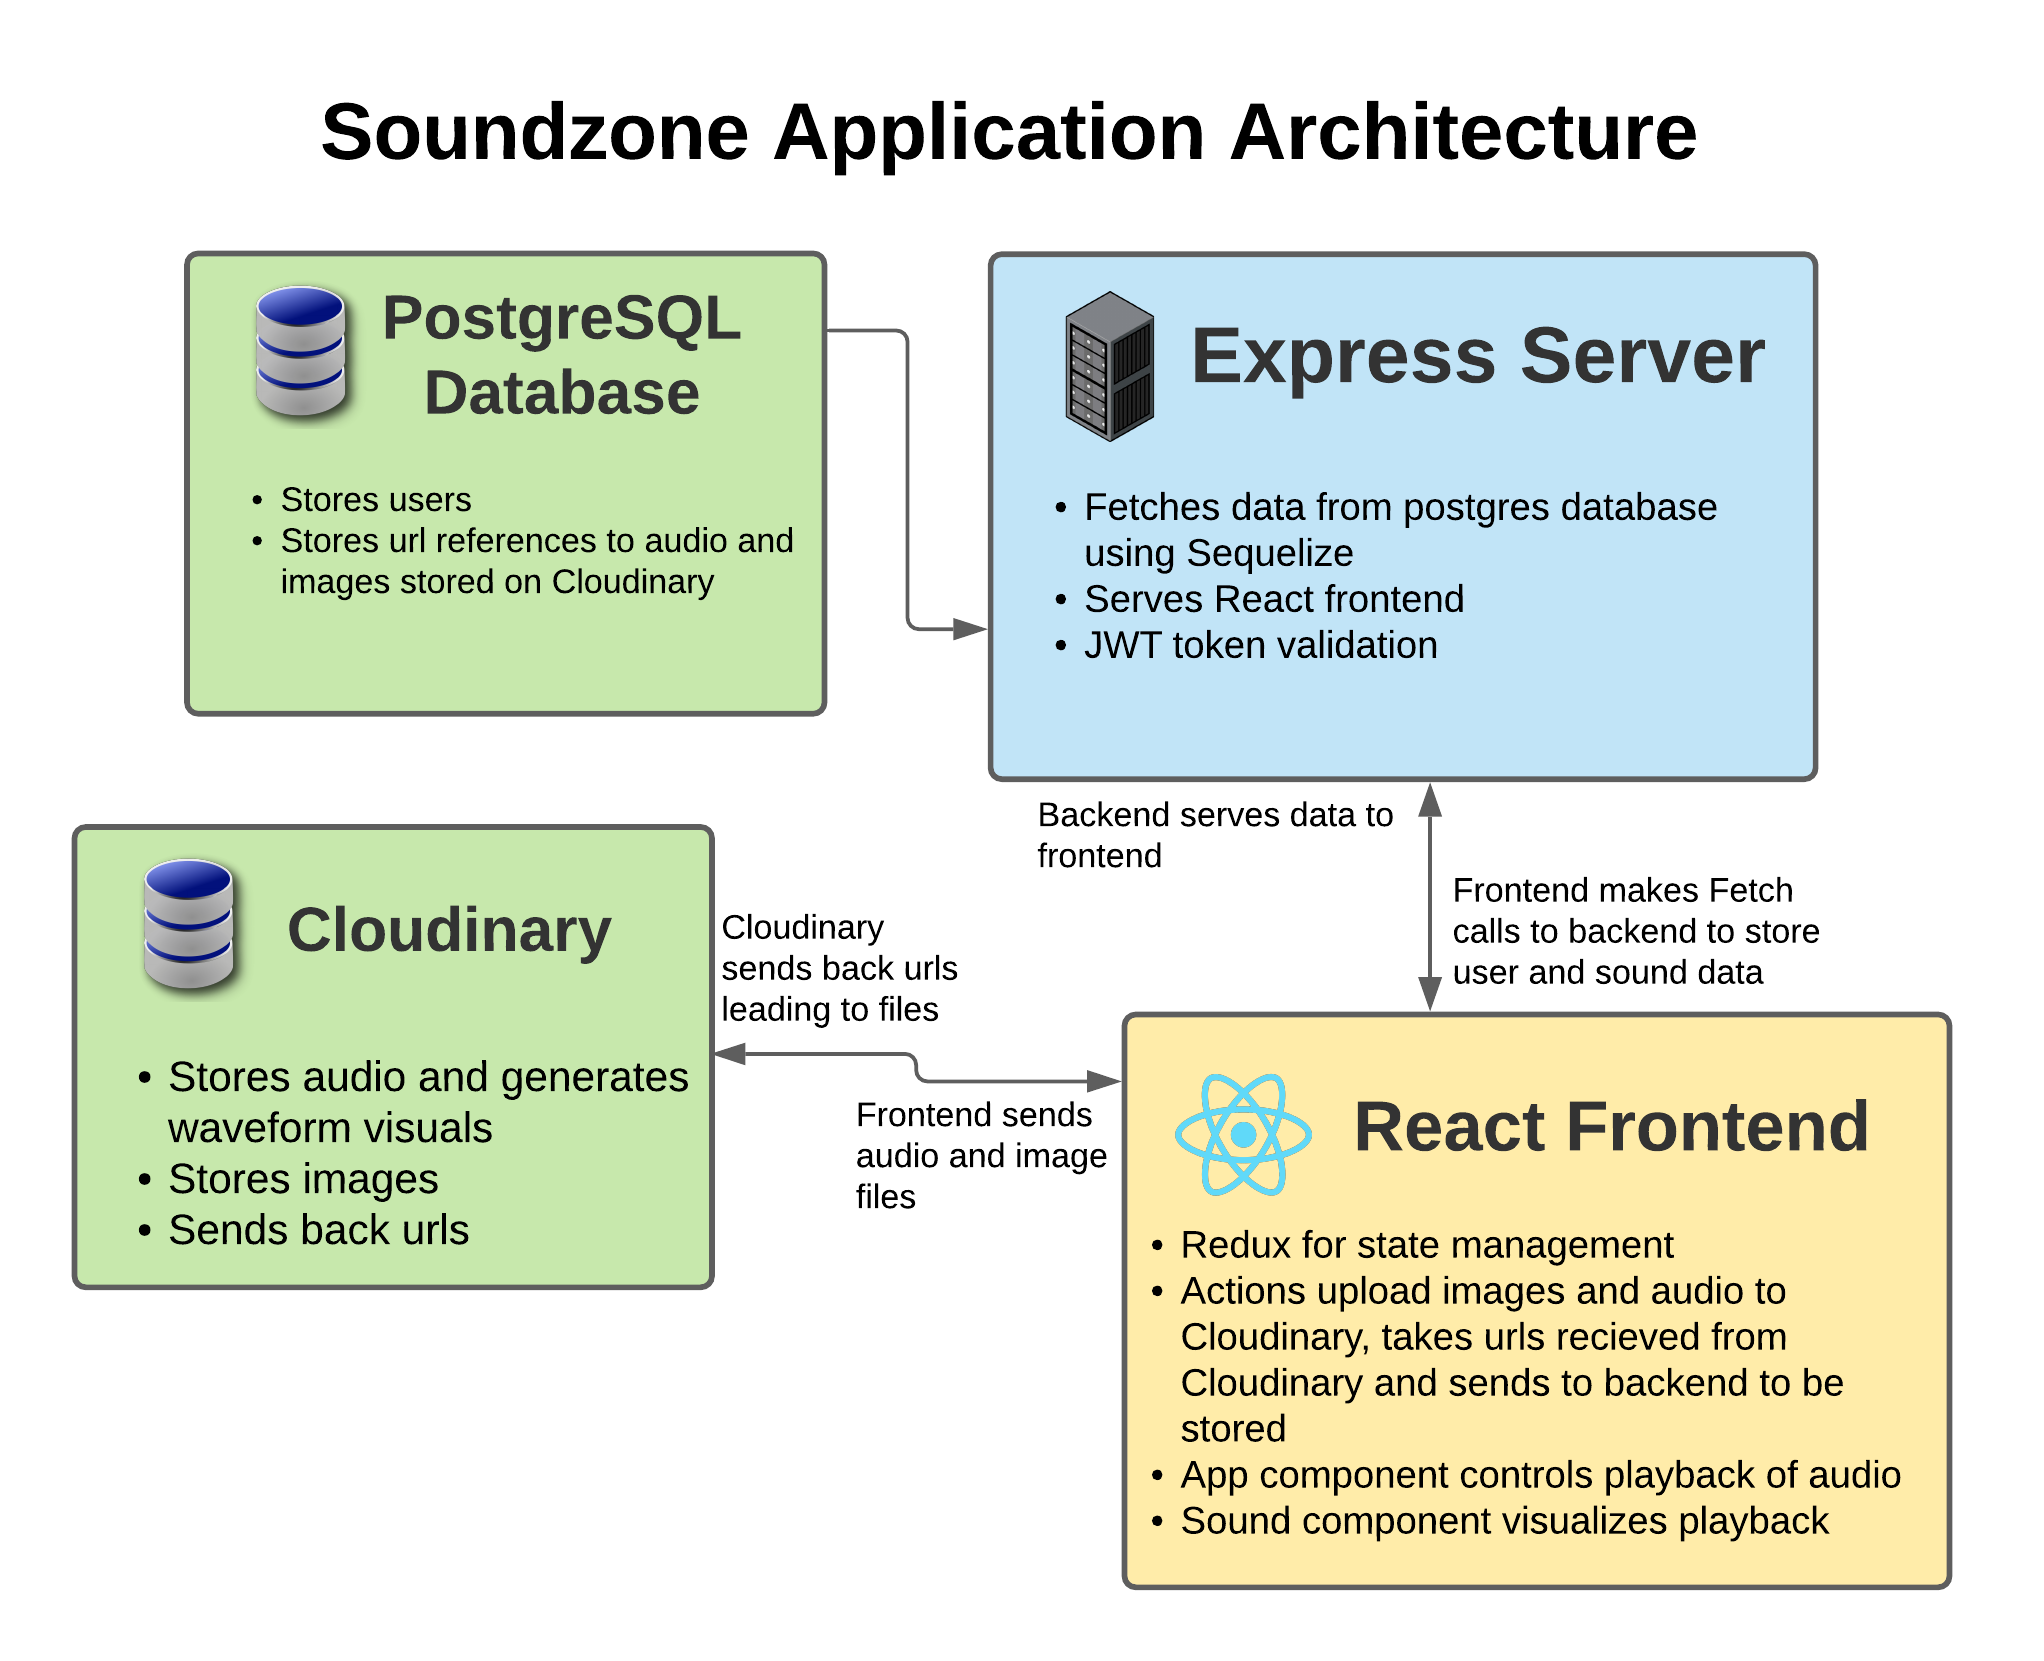 Soundzone Application Architecture
PostgreSQL
Database
• Stores users
• Stores url references to audio and
images stored on Cloudinary
Express Server
• Fetches data from postgres database
using Sequelize
• Serves React frontend
• JWT token validation
Backend serves data to
frontend
Frontend makes Fetch
calls to backend to store
user and sound data
Cloudinary
• Stores audio and generates
waveform visuals
• Stores images
• Sends back urls
Cloudinary
sends back urls
leading to files
Frontend sends
audio and image
files
React Frontend
• Redux for state management
• Actions upload images and audio to
Cloudinary, takes urls recieved from
Cloudinary and sends to backend to be
stored
• App component controls playback of audio
• Sound component visualizes playback